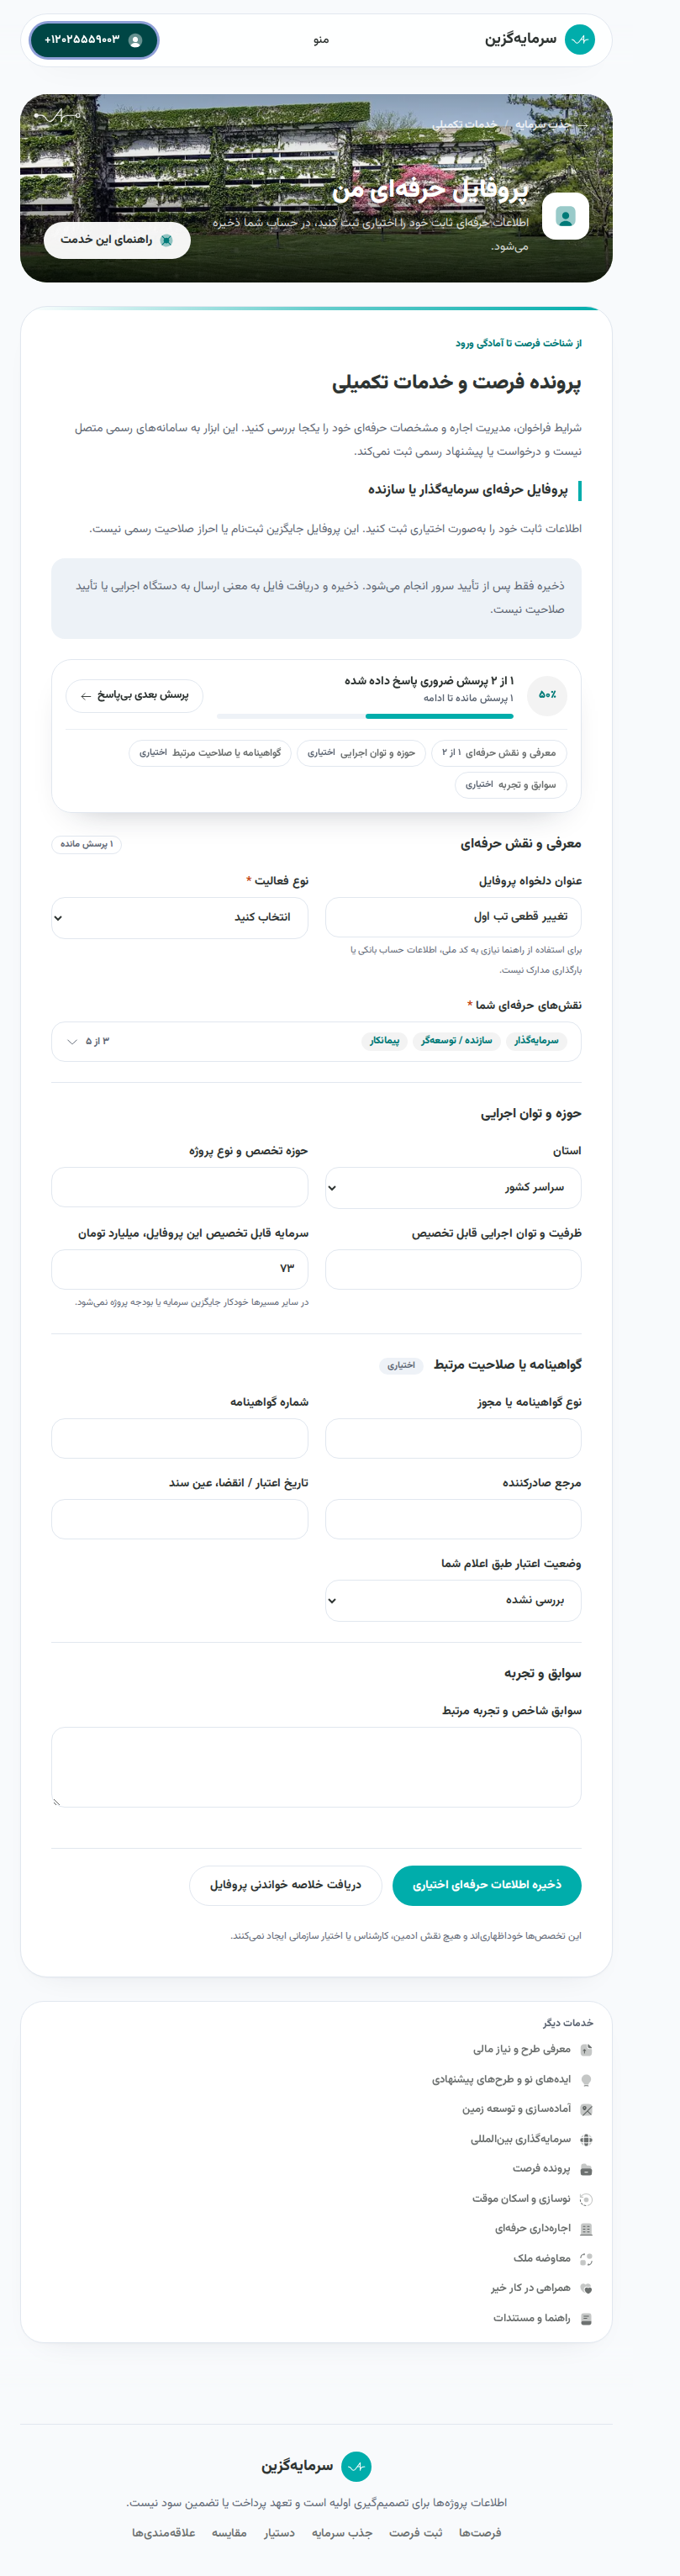 سرمایه‌گزین
منو
+۱۲۰۲۵۵۵۹۰۰۳
جذب سرمایه / خدمات تکمیلی
پروفایل حرفه‌ای من
اطلاعات حرفه‌ای ثابت خود را اختیاری ثبت کنید، در حساب شما ذخیره
می‌شود.
راهنمای این خدمت
از شناخت فرصت تا آمادگی ورود
پرونده فرصت و خدمات تکمیلی
شرایط فراخوان، مدیریت اجاره و مشخصات حرفه‌ای خود را یکجا بررسی کنید. این ابزار به سامانه‌های رسمی متصل
نیست و درخواست یا پیشنهاد رسمی ثبت نمی‌کند.
پروفایل حرفه‌ای سرمایه‌گذار یا سازنده
اطلاعات ثابت خود را به‌صورت اختیاری ثبت کنید. این پروفایل جایگزین ثبت‌نام یا احراز صلاحیت رسمی نیست.
ذخیره فقط پس از تأیید سرور انجام می‌شود. ذخیره و دریافت فایل به معنی ارسال به دستگاه اجرایی یا تأیید
صلاحیت نیست.
۵۰٪
۱ از ۲ پرسش ضروری پاسخ داده شده
۱ پرسش مانده تا ادامه
پرسش بعدی بی‌پاسخ ←
معرفی و نقش حرفه‌ای ۱ از ۲
حوزه و توان اجرایی اختیاری
گواهینامه یا صلاحیت مرتبط اختیاری
سوابق و تجربه اختیاری
معرفی و نقش حرفه‌ای
۱ پرسش مانده
عنوان دلخواه پروفایل
نوع فعالیت *
تغییر قطعی تب اول
انتخاب کنید
برای استفاده از راهنما نیازی به کد ملی، اطلاعات حساب بانکی یا
بارگذاری مدارک نیست.
نقش‌های حرفه‌ای شما *
سرمایه‌گذار
سازنده / توسعه‌گر
پیمانکار
۳ از ۵
حوزه و توان اجرایی
استان
حوزه تخصص و نوع پروژه
سراسر کشور
ظرفیت و توان اجرایی قابل تخصیص
سرمایه قابل تخصیص این پروفایل، میلیارد تومان
۷۳
در سایر مسیرها خودکار جایگزین سرمایه یا بودجه پروژه نمی‌شود.
گواهینامه یا صلاحیت مرتبط اختیاری
نوع گواهینامه یا مجوز
شماره گواهینامه
مرجع صادرکننده
تاریخ اعتبار / انقضا، عین سند
وضعیت اعتبار طبق اعلام شما
بررسی نشده
سوابق و تجربه
سوابق شاخص و تجربه مرتبط
ذخیره اطلاعات حرفه‌ای اختیاری
دریافت خلاصه خواندنی پروفایل
این تخصص‌ها خوداظهاری‌اند و هیچ نقش ادمین، کارشناس یا اختیار سازمانی ایجاد نمی‌کنند.
خدمات دیگر
معرفی طرح و نیاز مالی
ایده‌های نو و طرح‌های پیشنهادی
آماده‌سازی و توسعه زمین
سرمایه‌گذاری بین‌المللی
پرونده فرصت
نوسازی و اسکان موقت
اجاره‌داری حرفه‌ای
معاوضه ملک
همراهی در کار خیر
راهنما و مستندات
سرمایه‌گزین
اطلاعات پروژه‌ها برای تصمیم‌گیری اولیه است و تعهد پرداخت یا تضمین سود نیست.
فرصت‌ها ثبت فرصت جذب سرمایه دستیار مقایسه علاقه‌مندی‌ها